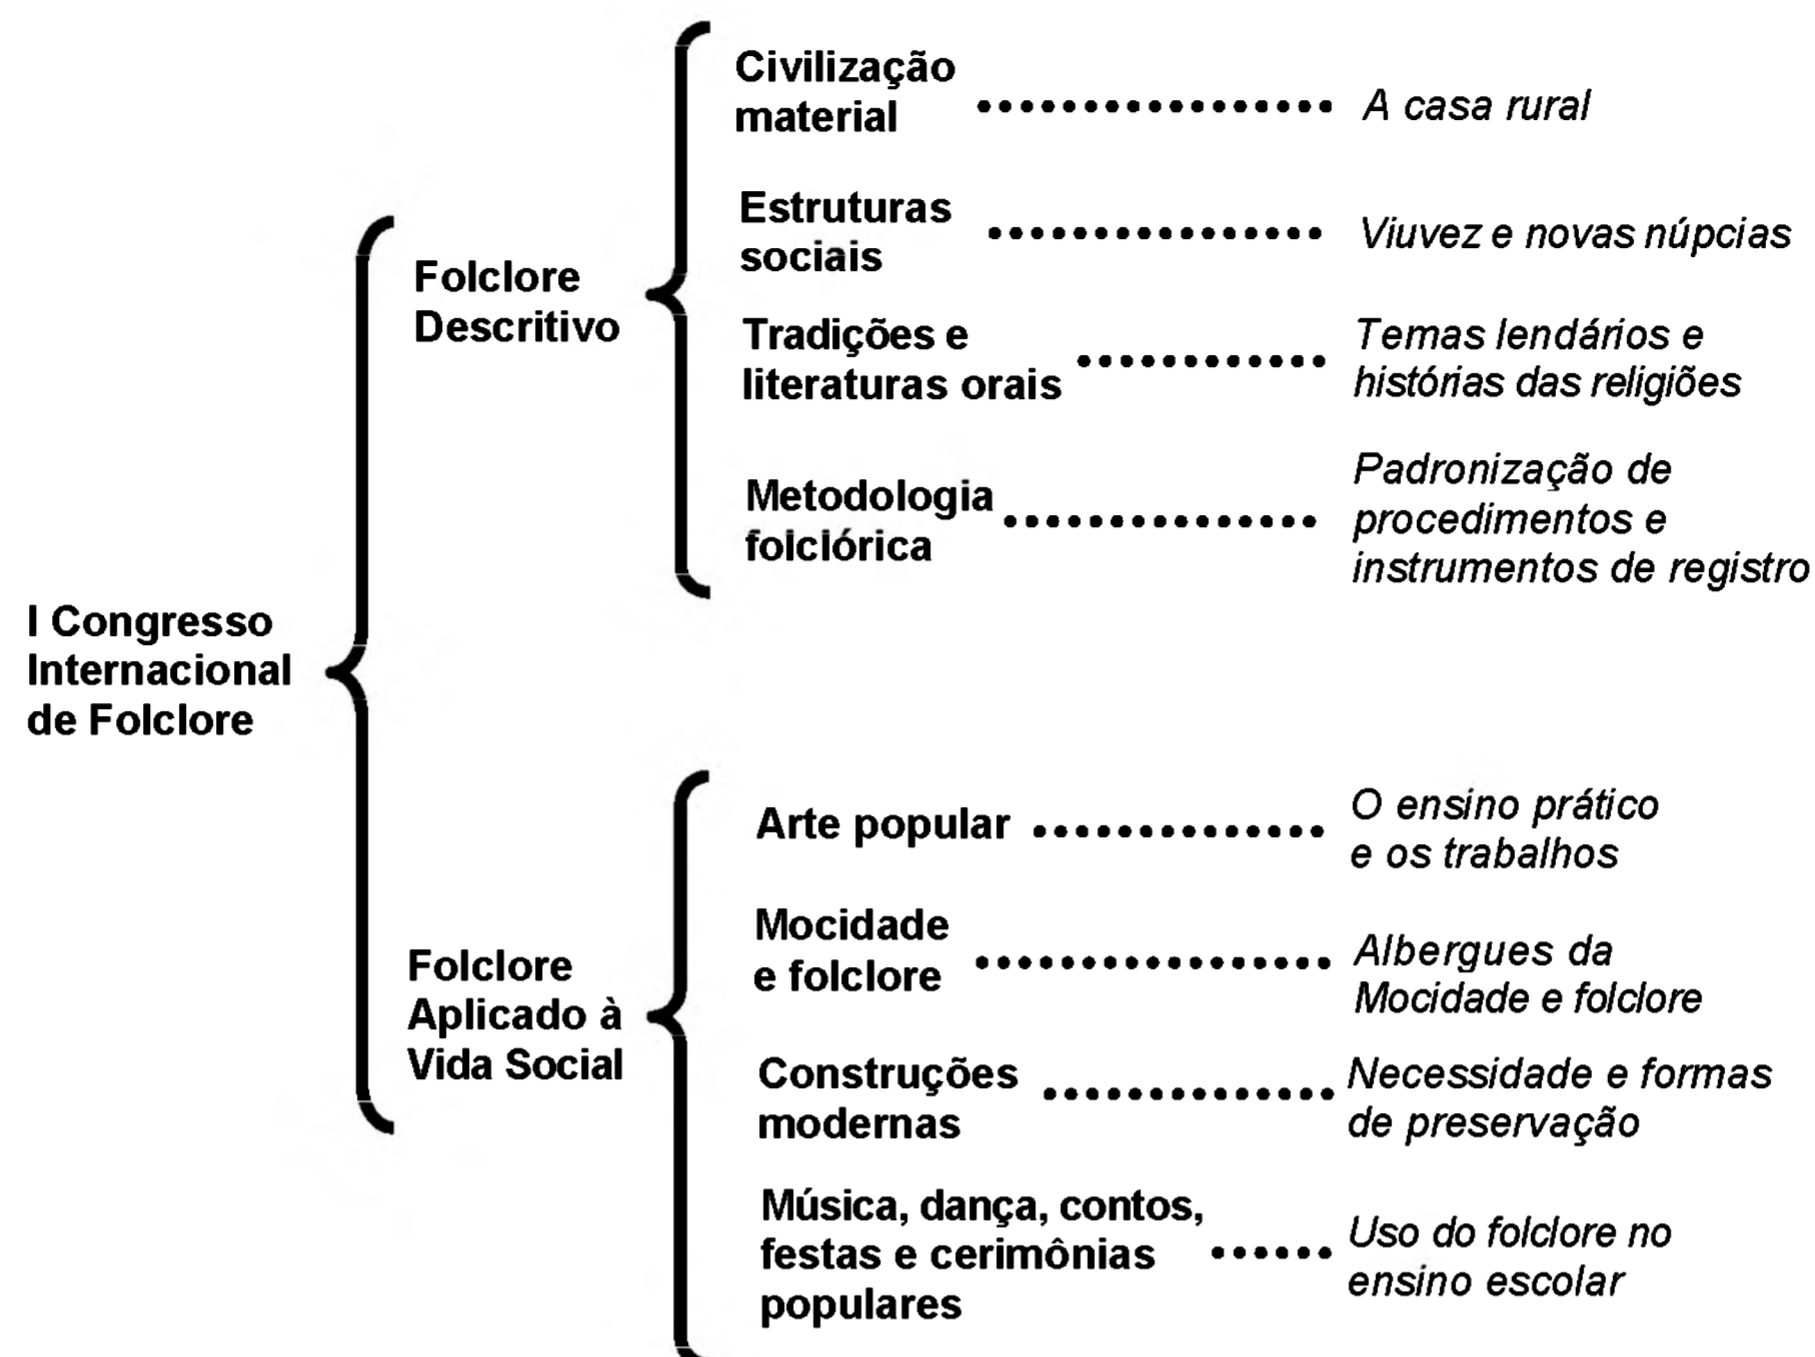 I Congresso
Internacional
de Folclore
Folclore
Descritivo
Civilização
material
A casa rural
Estruturas
sociais
Viuvez e novas núpcias
Tradições e
literaturas orais
Temas lendários e
histórias das religiões
Metodologia
folclórica
Padronização de
procedimentos e
instrumentos de registro
Folclore
Aplicado à
Vida Social
Arte popular
O ensino prático
e os trabalhos
Mocidade
e folclore
Albergues da
Mocidade e folclore
Construções
modernas
Necessidade e formas
de preservação
Música, dança, contos,
festas e cerimônias
populares
Uso do folclore no
ensino escolar